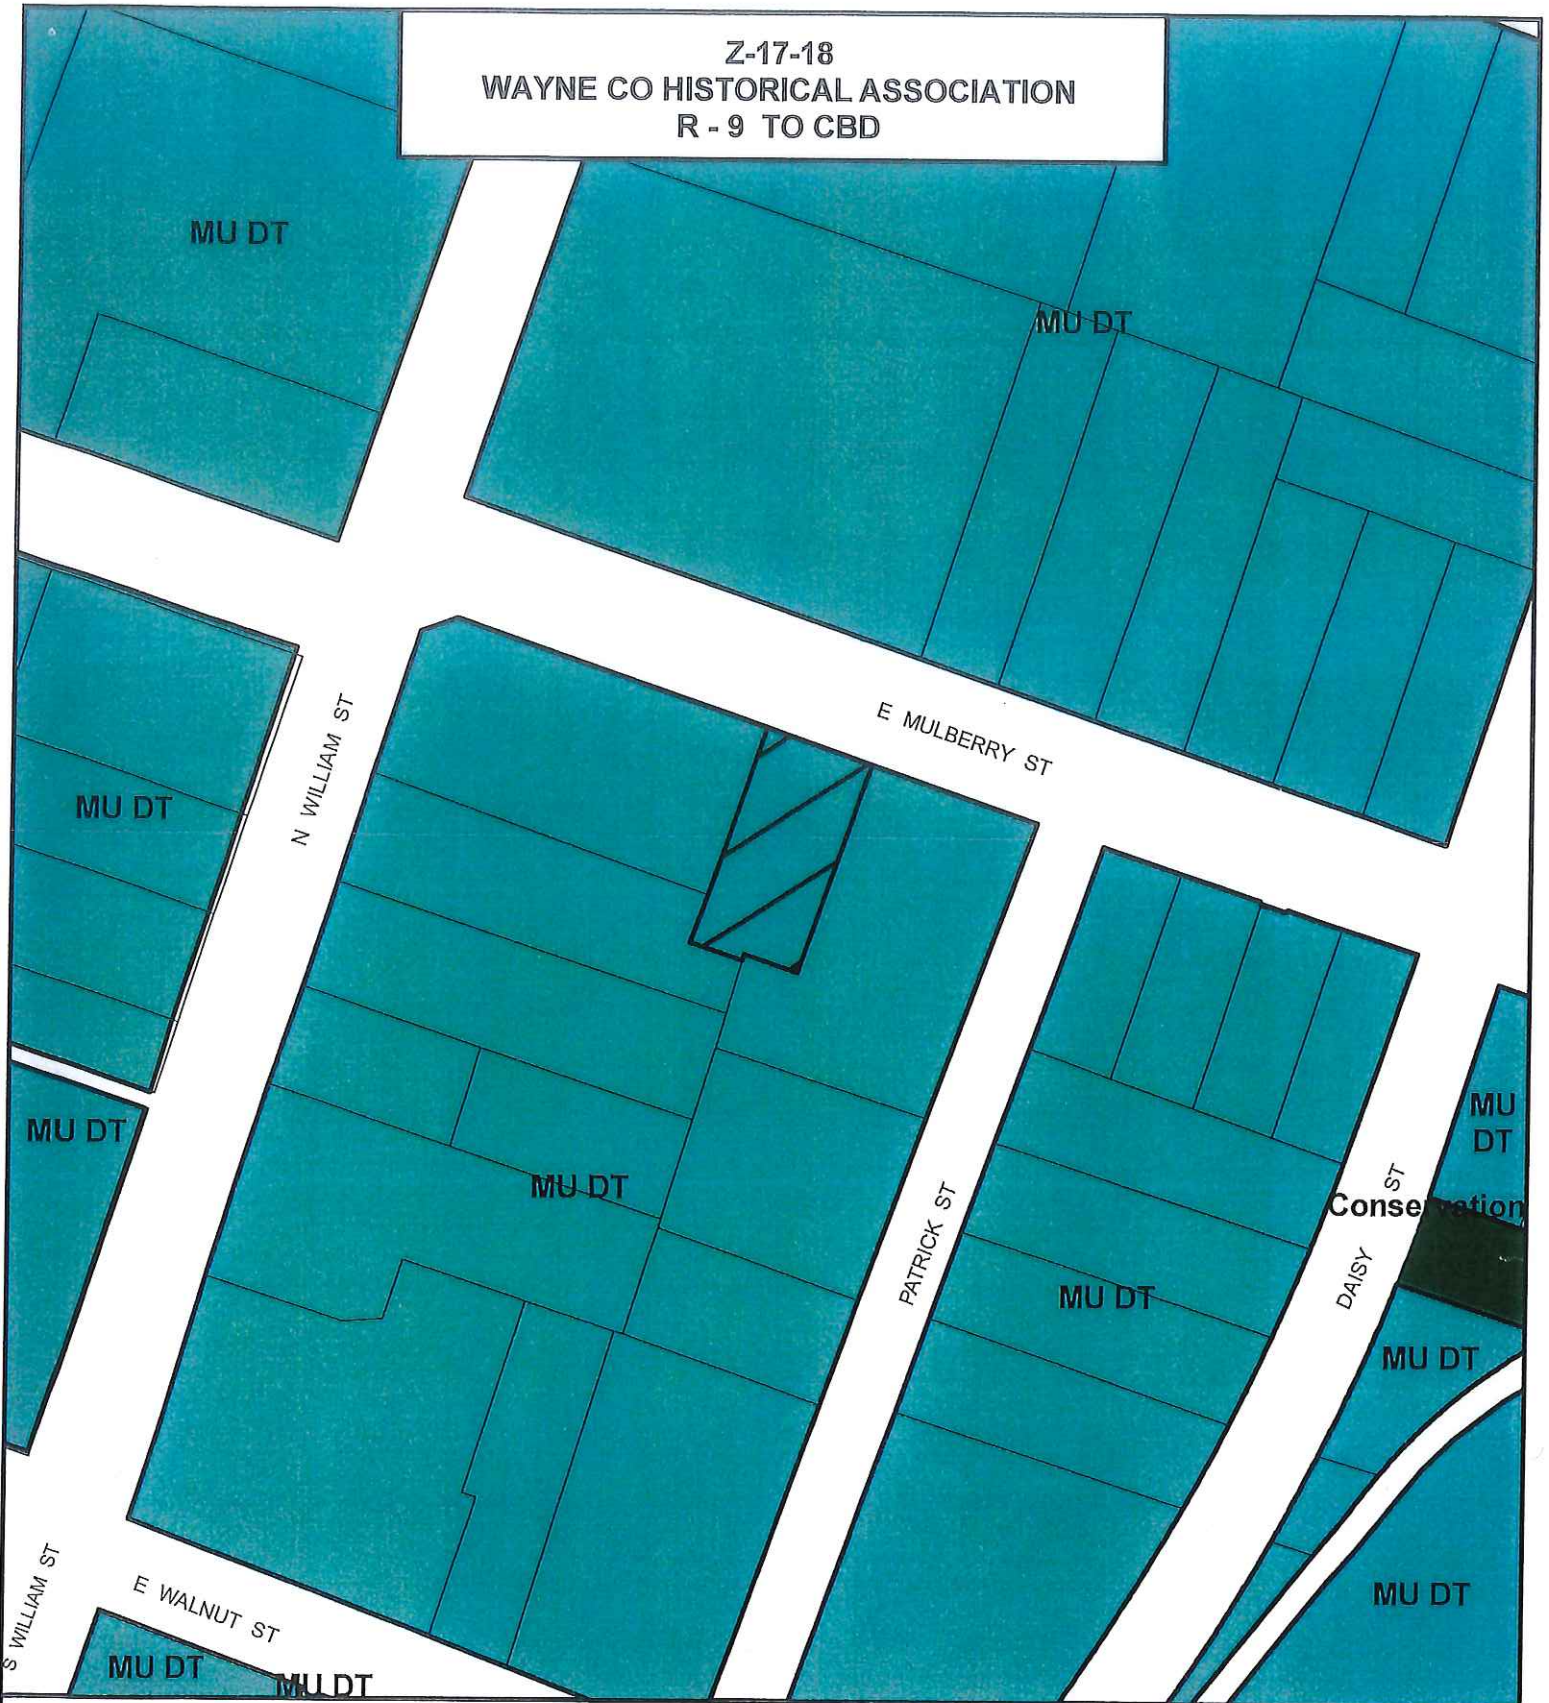 Z-17-18
WAYNE CO HISTORICAL ASSOCIATION
R - 9 TO CBD
MU DT
MU DT
E MULBERRY ST
N WILLIAM ST
MU DT
MU DT
MU
DT
MU DT
PATRICK ST
Conservation
DAISY ST
MU DT
MU DT
MU DT
S WILLIAM ST
E WALNUT ST
MU DT
MU DT